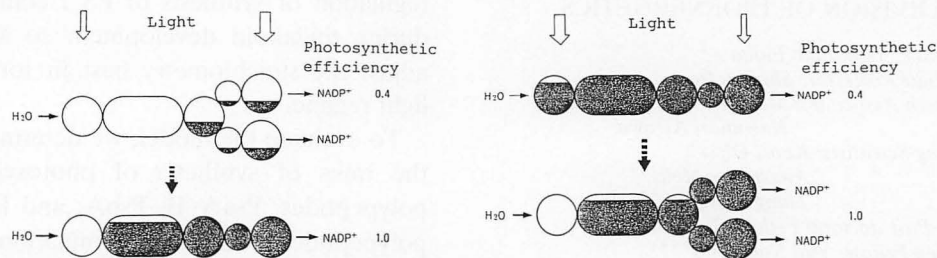 Light
Photosynthetic
efficiency
NADP⁺ 0.4
H₂O
NADP⁺
H₂O NADP⁺ 1.0
Light
Photosynthetic
efficiency
H₂O NADP⁺ 0.4
NADP⁺
H₂O 1.0
NADP⁺